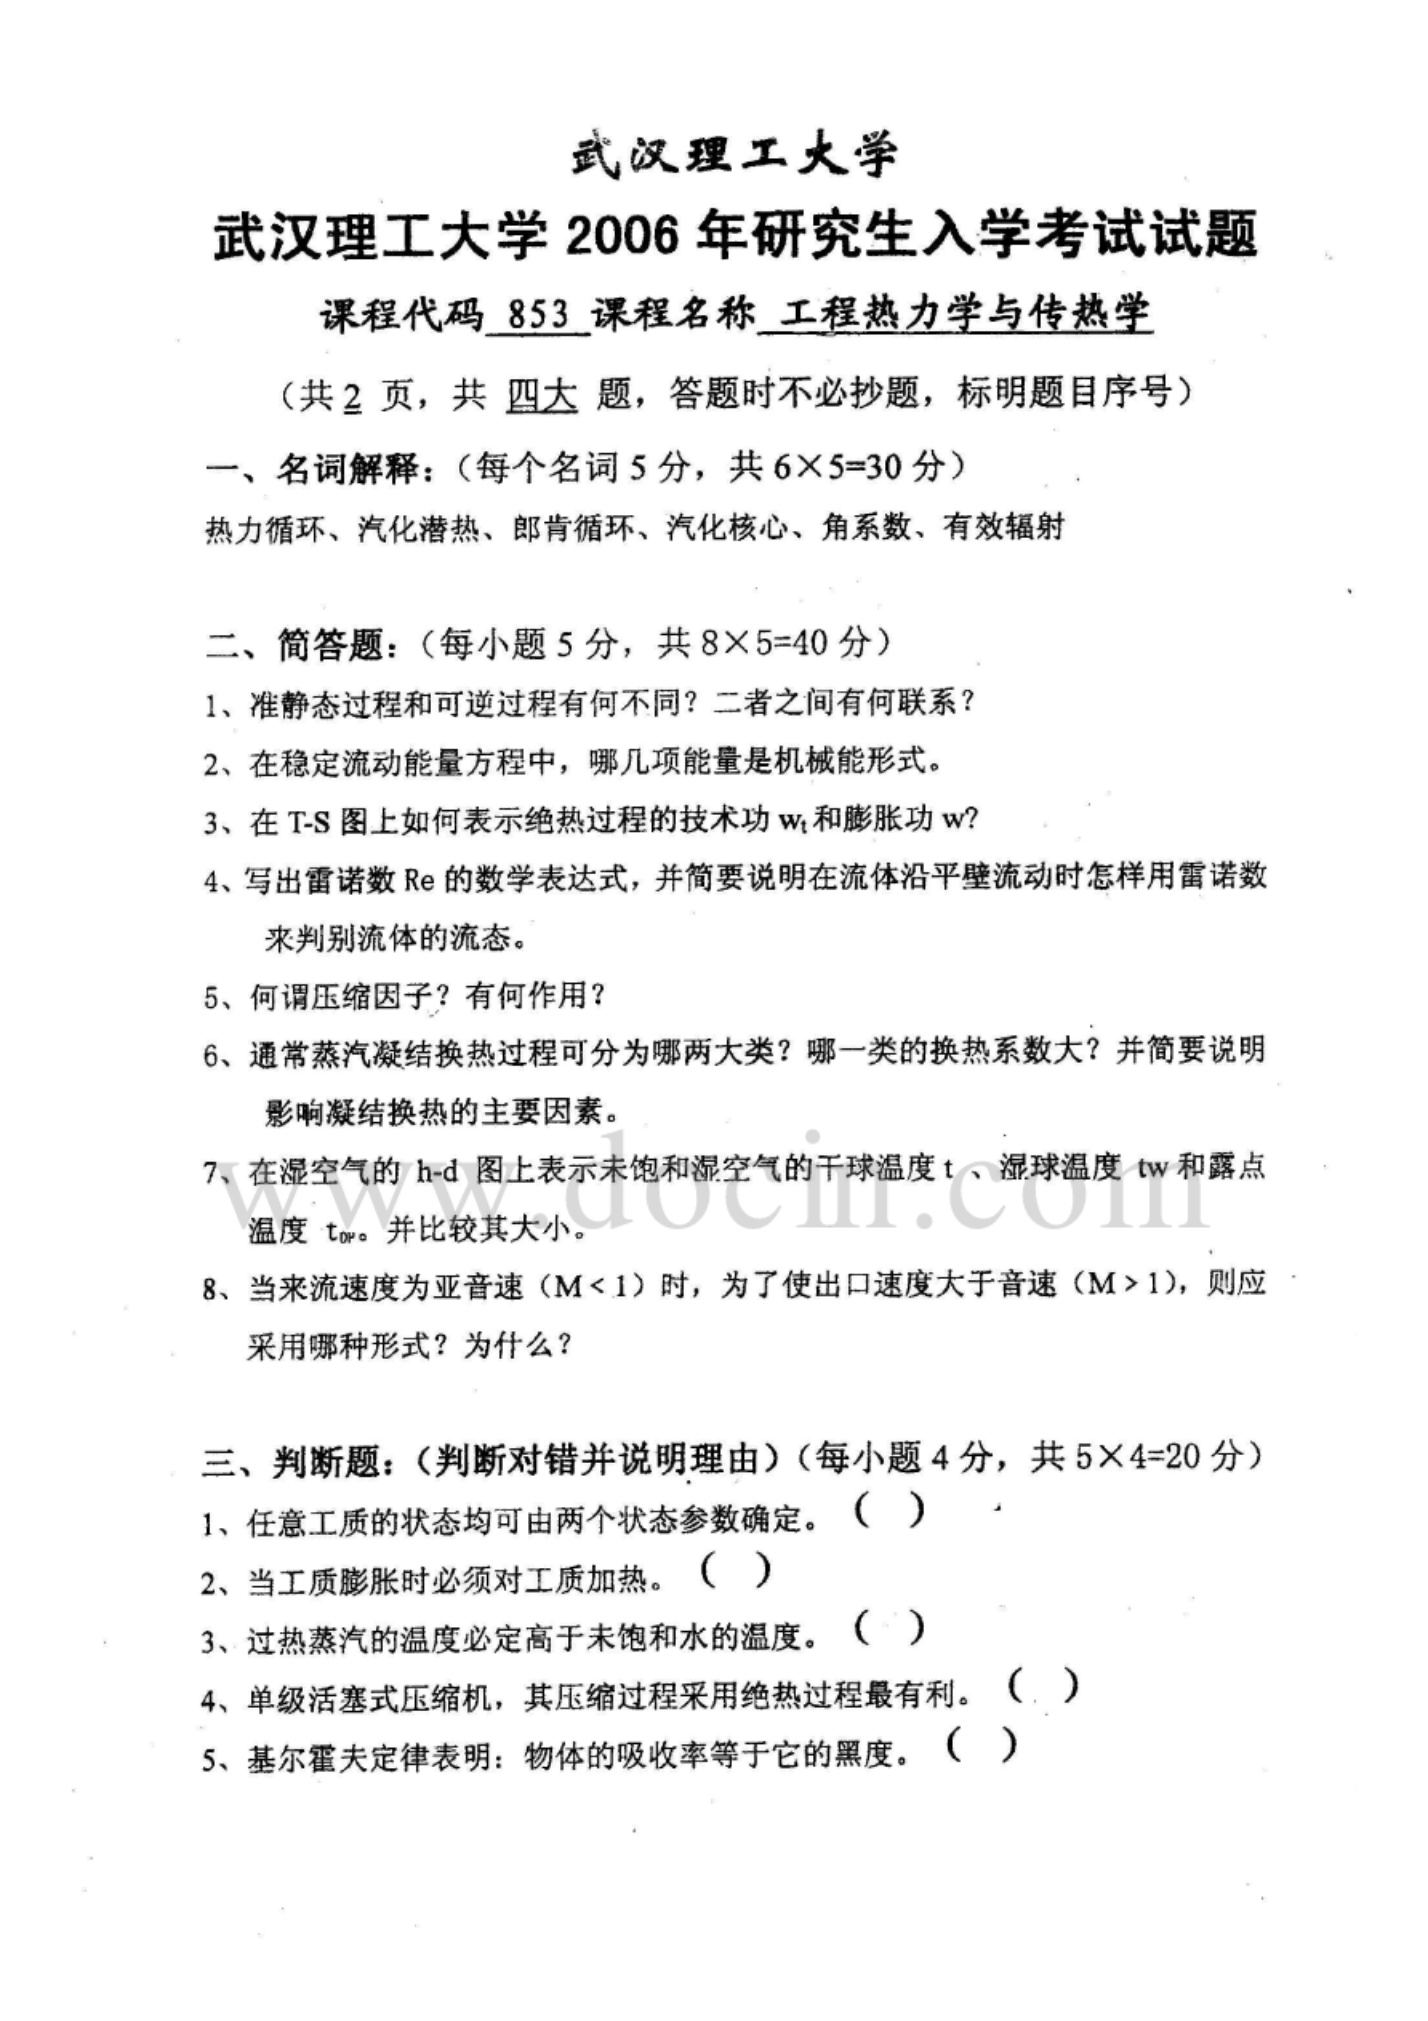 武汉理工大学
武汉理工大学 2006 年研究生入学考试试题
课程代码 853 课程名称 工程热力学与传热学
（共 2 页，共 四大 题，答题时不必抄题，标明题目序号）
一、名词解释：（每个名词 5 分，共 6×5=30 分）
热力循环、汽化潜热、郎肯循环、汽化核心、角系数、有效辐射
二、简答题：（每小题 5 分，共 8×5=40 分）
1、准静态过程和可逆过程有何不同？二者之间有何联系？
2、在稳定流动能量方程中，哪几项能量是机械能形式。
3、在 T-S 图上如何表示绝热过程的技术功 wt 和膨胀功 w?
4、写出雷诺数 Re 的数学表达式，并简要说明在流体沿平壁流动时怎样用雷诺数
来判别流体的流态。
5、何谓压缩因子？有何作用？
6、通常蒸汽凝结换热过程可分为哪两大类？哪一类的换热系数大？并简要说明
影响凝结换热的主要因素。
7、在湿空气的 h-d 图上表示未饱和湿空气的干球温度 t 、湿球温度 tw 和露点
温度 tDP。并比较其大小。
www.docin.com
8、当来流速度为亚音速（M < 1）时，为了使出口速度大于音速（M > 1），则应
采用哪种形式？为什么？
三、判断题：（判断对错并说明理由）（每小题 4 分，共 5×4=20 分）
1、任意工质的状态均可由两个状态参数确定。（ ）
2、当工质膨胀时必须对工质加热。（ ）
3、过热蒸汽的温度必定高于未饱和水的温度。（ ）
4、单级活塞式压缩机，其压缩过程采用绝热过程最有利。（ ）
5、基尔霍夫定律表明：物体的吸收率等于它的黑度。（ ）